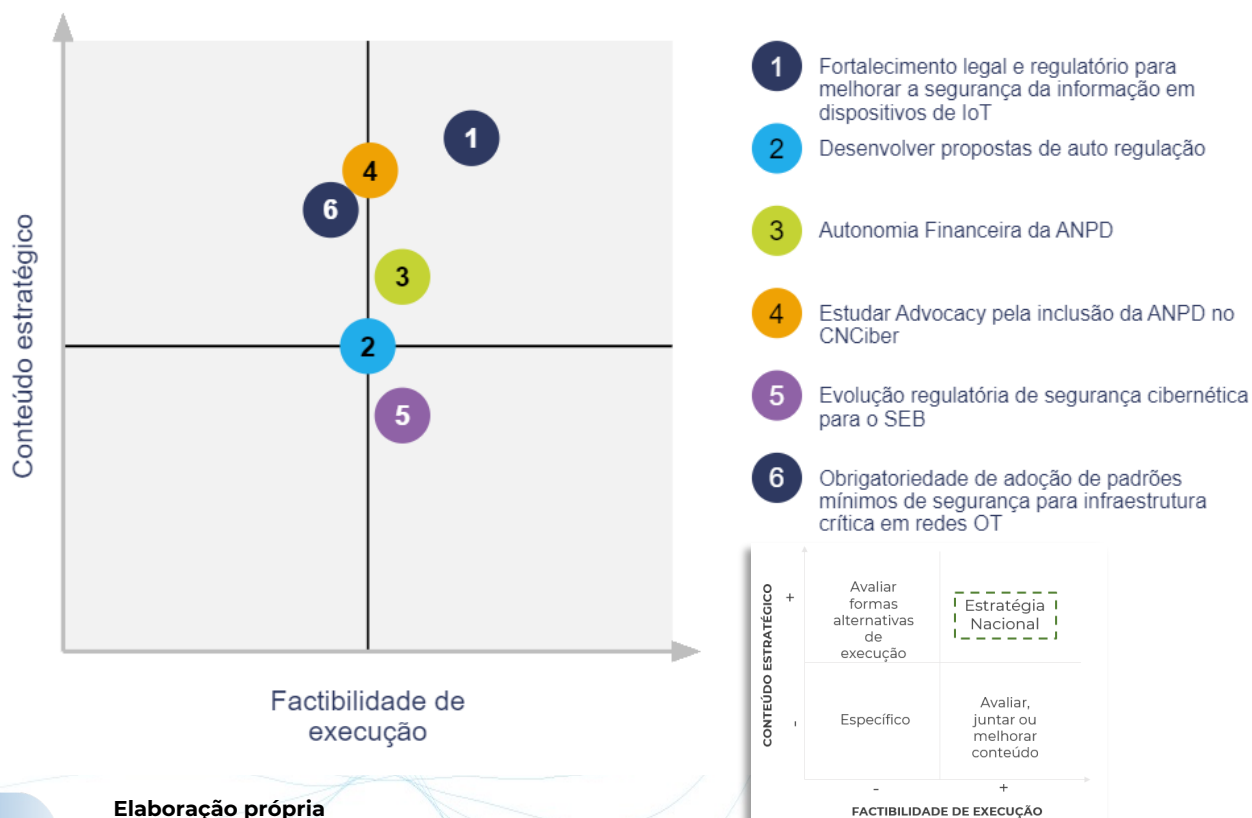 Conteúdo estratégico
1
4
6
3
2
5
Factibilidade de
execução
1
Fortalecimento legal e regulatório para
melhorar a segurança da informação em
dispositivos de IoT
2
Desenvolver propostas de auto regulação
3
Autonomia Financeira da ANPD
4
Estudar Advocacy pela inclusão da ANPD no
CNCiber
5
Evolução regulatória de segurança cibernética
para o SEB
6
Obrigatoriedade de adoção de padrões
mínimos de segurança para infraestrutura
crítica em redes OT
CONTEÚDO ESTRATÉGICO
+
-
Avaliar
formas
alternativas
de
execução
Estratégia
Nacional
Específico
Avaliar,
juntar ou
melhorar
conteúdo
-
+
FACTIBILIDADE DE EXECUÇÃO
Elaboração própria